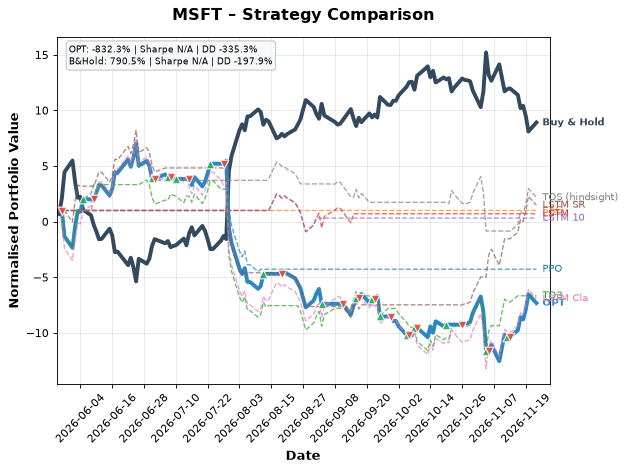 MSFT – Strategy Comparison
OPT: -832.3% | Sharpe N/A | DD -335.3%
B&Hold: 790.5% | Sharpe N/A | DD -197.9%
Normalised Portfolio Value
15
10
5
0
−5
−10
Buy & Hold
TOS (hindsight)
LSTM SR
LSTM 10
PPO
OPT
2026-06-04
2026-06-16
2026-06-28
2026-07-10
2026-07-22
2026-08-03
2026-08-15
2026-08-27
2026-09-08
2026-09-20
2026-10-02
2026-10-14
2026-10-26
2026-11-07
2026-11-19
Date